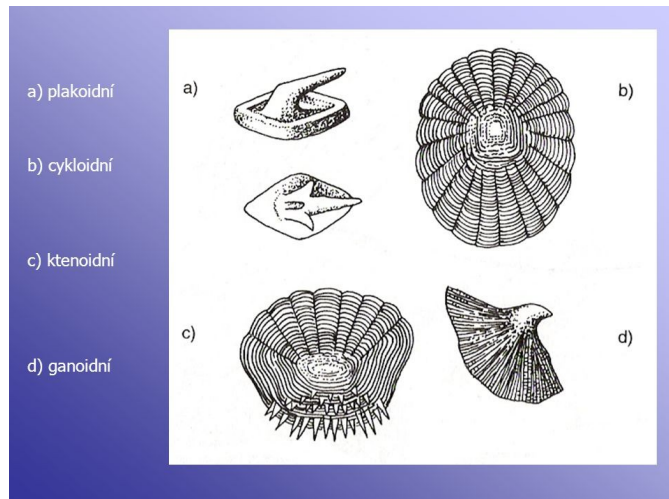 a) plakoidní
b) cykloidní
c) ktenoidní
d) ganoidní
a)
b)
c)
d)